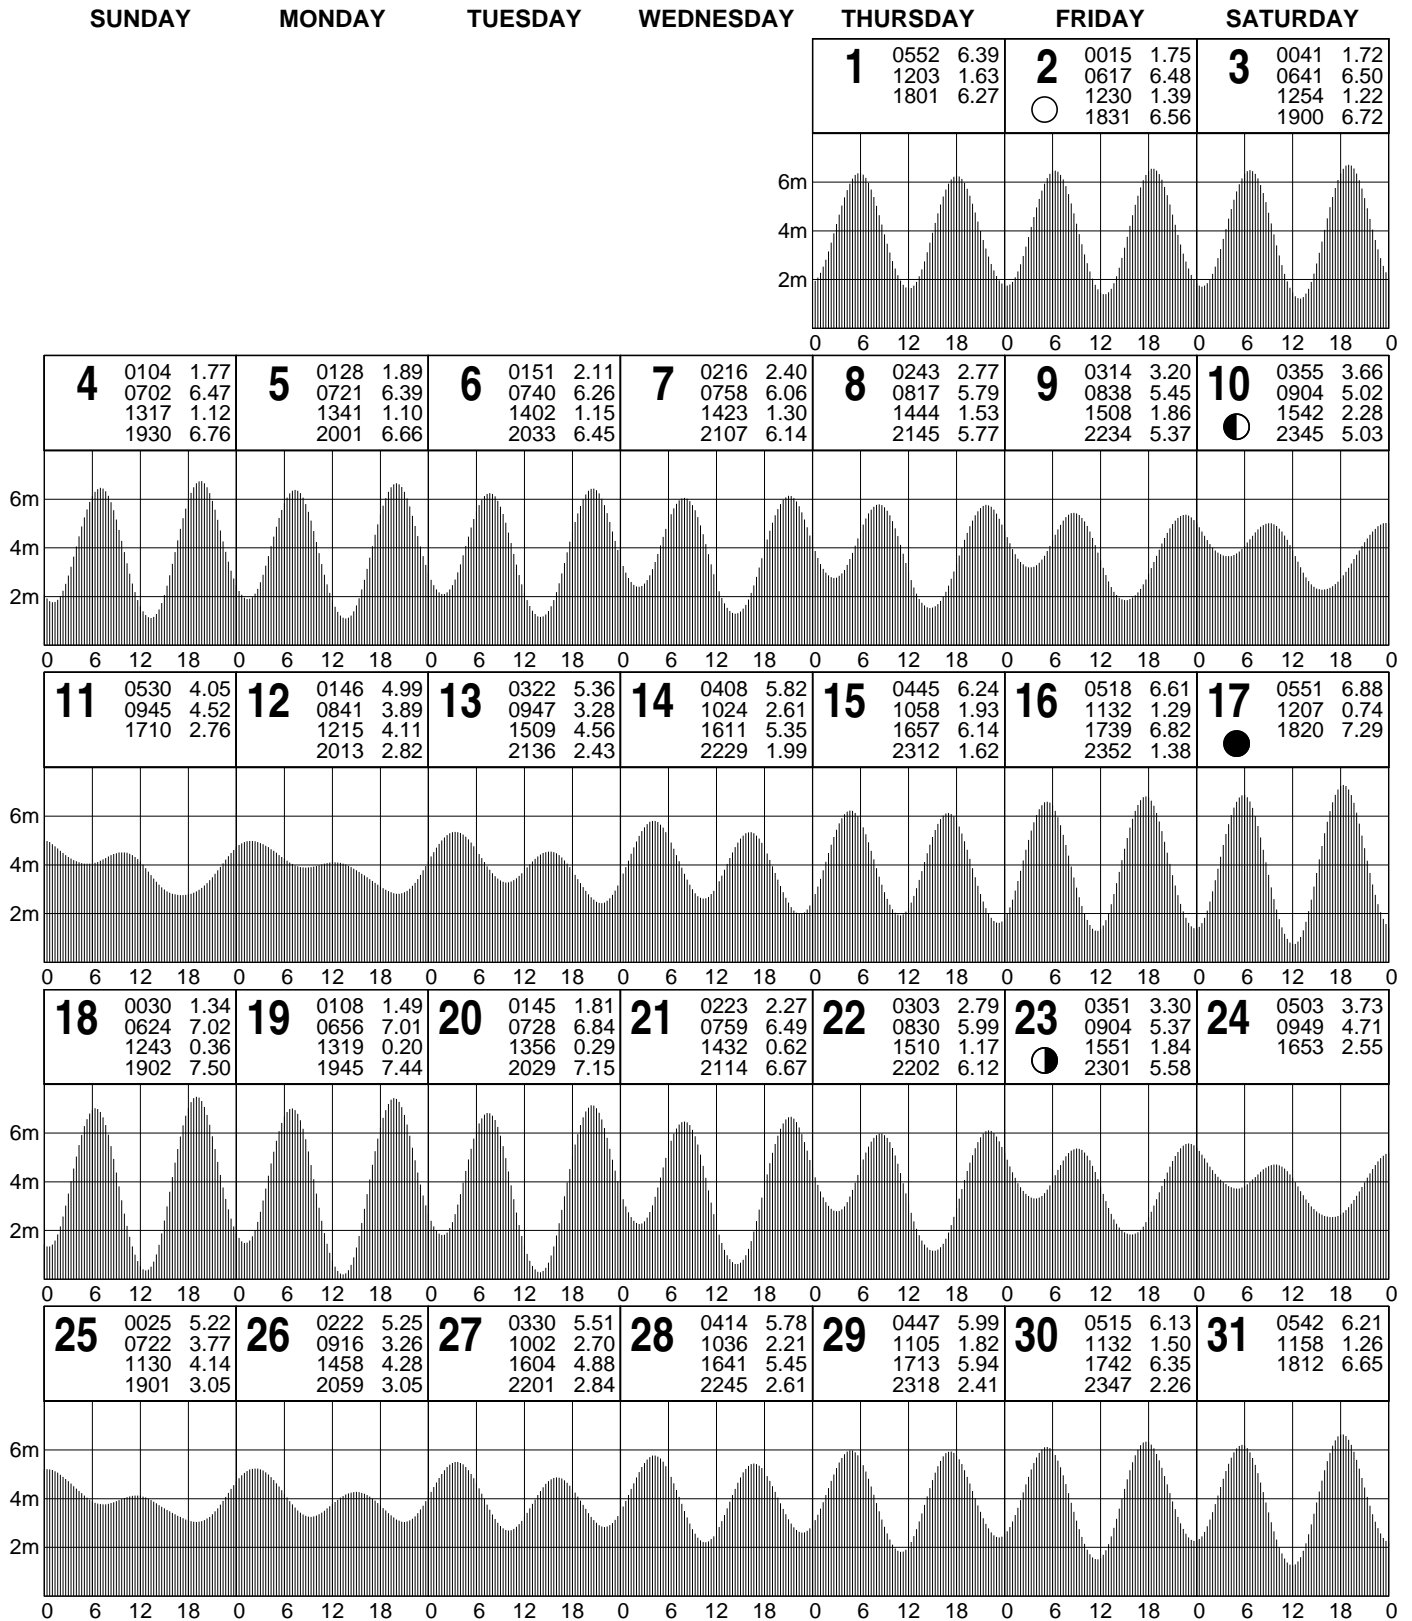 SUNDAY MONDAY TUESDAY WEDNESDAY THURSDAY FRIDAY SATURDAY
1 0552 6.39 2 0015 1.75 3 0041 1.72
1203 1.63 0617 6.48 0641 6.50
1801 6.27 1230 1.39 1254 1.22
1831 6.56 1900 6.72
6m
4m
2m
0 6 12 18 0 6 12 18 0 6 12 18 0
4 0104 1.77 5 0128 1.89 6 0151 2.11 7 0216 2.40 8 0243 2.77 9 0314 3.20 10 0355 3.66
0702 6.47 0721 6.39 0740 6.26 0758 6.06 0817 5.79 0838 5.45 0904 5.02
1317 1.12 1341 1.10 1402 1.15 1423 1.30 1444 1.53 1508 1.86 1542 2.28
1930 6.76 2001 6.66 2033 6.45 2107 6.14 2145 5.77 2234 5.37 2345 5.03
6m
4m
2m
0 6 12 18 0 6 12 18 0 6 12 18 0 6 12 18 0 6 12 18 0 6 12 18 0 6 12 18 0
11 0530 4.05 12 0146 4.99 13 0322 5.36 14 0408 5.82 15 0445 6.24 16 0518 6.61 17 0551 6.88
0945 4.52 0841 3.89 0947 3.28 1024 2.61 1058 1.93 1132 1.29 1207 0.74
1710 2.76 1215 4.11 1509 4.56 1611 5.35 1657 6.14 1739 6.82 1820 7.29
2013 2.82 2136 2.43 2229 1.99 2312 1.62 2352 1.38
6m
4m
2m
0 6 12 18 0 6 12 18 0 6 12 18 0 6 12 18 0 6 12 18 0 6 12 18 0 6 12 18 0
18 0030 1.34 19 0108 1.49 20 0145 1.81 21 0223 2.27 22 0303 2.79 23 0351 3.30 24 0503 3.73
0624 7.02 0656 7.01 0728 6.84 0759 6.49 0830 5.99 0904 5.37 0949 4.71
1243 0.36 1319 0.20 1356 0.29 1432 0.62 1510 1.17 1551 1.84 1653 2.55
1902 7.50 1945 7.44 2029 7.15 2114 6.67 2202 6.12 2301 5.58
6m
4m
2m
0 6 12 18 0 6 12 18 0 6 12 18 0 6 12 18 0 6 12 18 0 6 12 18 0 6 12 18 0
25 0025 5.22 26 0222 5.25 27 0330 5.51 28 0414 5.78 29 0447 5.99 30 0515 6.13 31 0542 6.21
0722 3.77 0916 3.26 1002 2.70 1036 2.21 1105 1.82 1132 1.50 1158 1.26
1130 4.14 1458 4.28 1604 4.88 1641 5.45 1713 5.94 1742 6.35 1812 6.65
1901 3.05 2059 3.05 2201 2.84 2245 2.61 2318 2.41 2347 2.26
6m
4m
2m
0 6 12 18 0 6 12 18 0 6 12 18 0 6 12 18 0 6 12 18 0 6 12 18 0 6 12 18 0